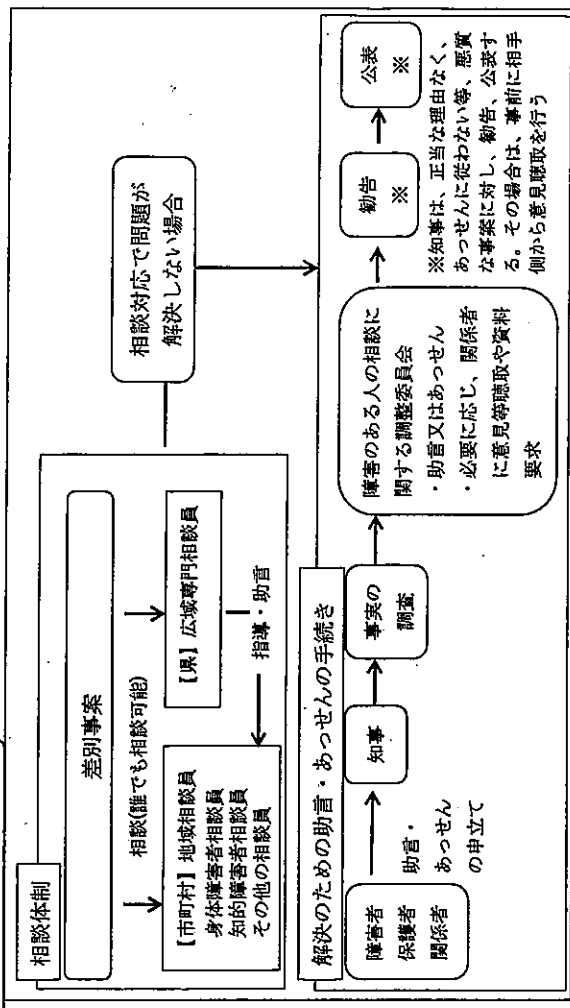 相談体制
差別事案
相談(誰でも相談可能)
【市町村】地域相談員
身体障害者相談員
知的障害者相談員
その他の相談員
【県】広域専門相談員
指導・助言
相談対応で問題が
解決しない場合
解決のための助言・あっせんの手続き
障害者
保護者
関係者
助言・
あっせん
の申立て
知事
事実の
調査
障害のある人の相談に
関する調整委員会
・助言又はあっせん
・必要に応じ、関係者
に意見等聴取や資料
要求
勧告
※
公表
※
※知事は、正当な理由なく、
あっせんに従わない等、悪質
な事案に対し、勧告、公表す
る。その場合は、事前に相手
側から意見聴取を行う